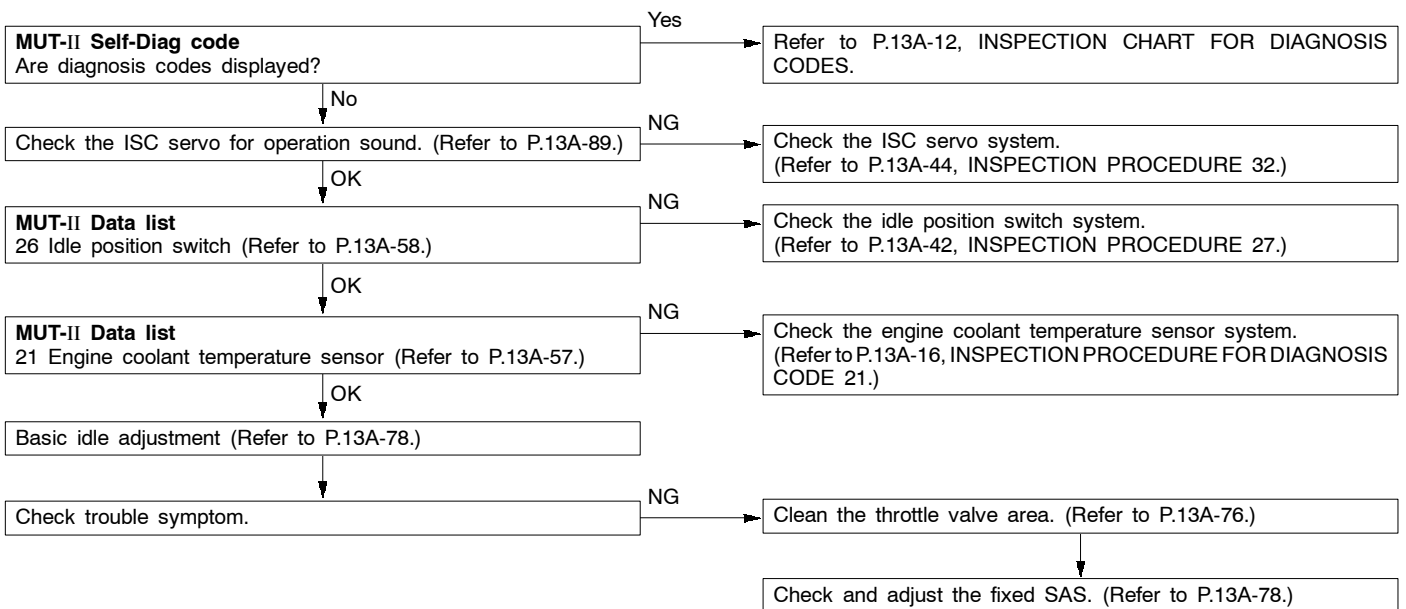 Yes
MUT-II Self-Diag code
Are diagnosis codes displayed?
Refer to P.13A-12, INSPECTION CHART FOR DIAGNOSIS
CODES.
No
Check the ISC servo for operation sound. (Refer to P.13A-89.)
NG
Check the ISC servo system.
(Refer to P.13A-44, INSPECTION PROCEDURE 32.)
OK
MUT-II Data list
26 Idle position switch (Refer to P.13A-58.)
NG
Check the idle position switch system.
(Refer to P.13A-42, INSPECTION PROCEDURE 27.)
OK
MUT-II Data list
21 Engine coolant temperature sensor (Refer to P.13A-57.)
NG
Check the engine coolant temperature sensor system.
(Refer to P.13A-16, INSPECTION PROCEDURE FOR DIAGNOSIS
CODE 21.)
OK
Basic idle adjustment (Refer to P.13A-78.)
Check trouble symptom.
NG
Clean the throttle valve area. (Refer to P.13A-76.)
Check and adjust the fixed SAS. (Refer to P.13A-78.)